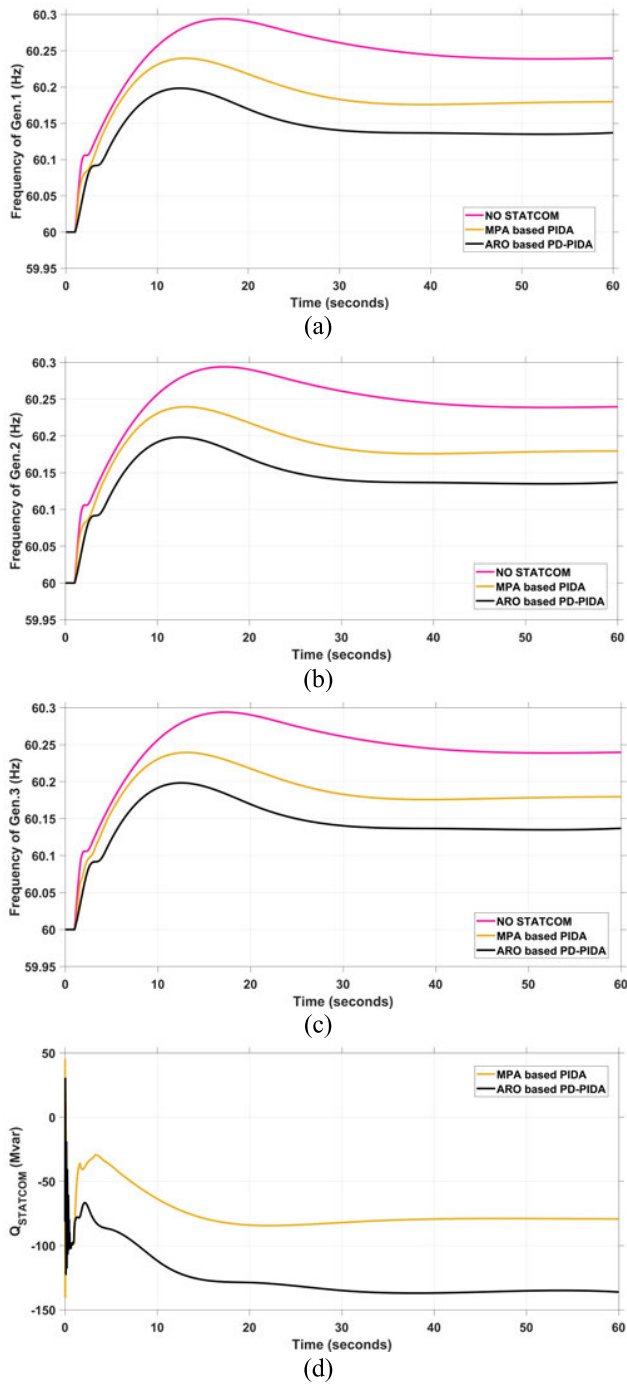 60.3
60.25
60.2
60.15
60.1
60.05
60
59.95
Frequency of Gen.1 (Hz)
NO STATCOM
MPA based PIDA
ARO based PD-PIDA
0 10 20 30 40 50 60
Time (seconds)
(a)
60.3
60.25
60.2
60.15
60.1
60.05
60
59.95
Frequency of Gen.2 (Hz)
NO STATCOM
MPA based PIDA
ARO based PD-PIDA
0 10 20 30 40 50 60
Time (seconds)
(b)
60.3
60.25
60.2
60.15
60.1
60.05
60
59.95
Frequency of Gen.3 (Hz)
NO STATCOM
MPA based PIDA
ARO based PD-PIDA
0 10 20 30 40 50 60
Time (seconds)
(c)
50
0
-50
-100
-150
QSTATCOM (Mvar)
MPA based PIDA
ARO based PD-PIDA
0 10 20 30 40 50 60
Time (seconds)
(d)